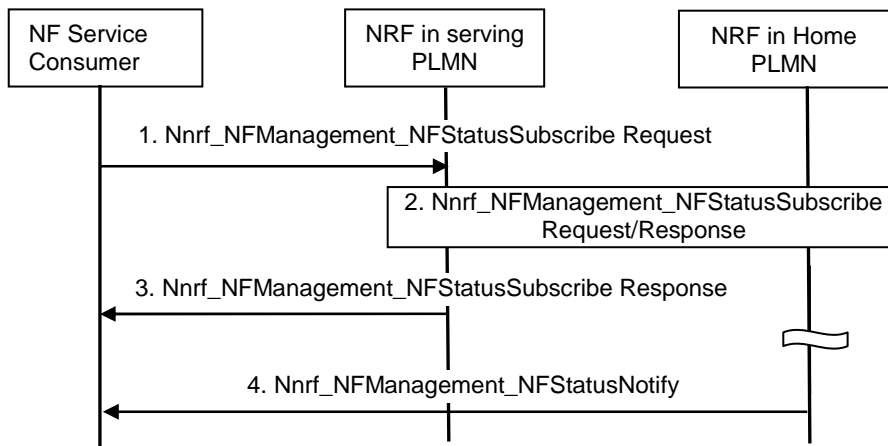 NF Service
Consumer
NRF in serving
PLMN
NRF in Home
PLMN
1. Nnrf_NFManagement_NFStatusSubscribe Request
2. Nnrf_NFManagement_NFStatusSubscribe
Request/Response
3. Nnrf_NFManagement_NFStatusSubscribe Response
4. Nnrf_NFManagement_NFStatusNotify